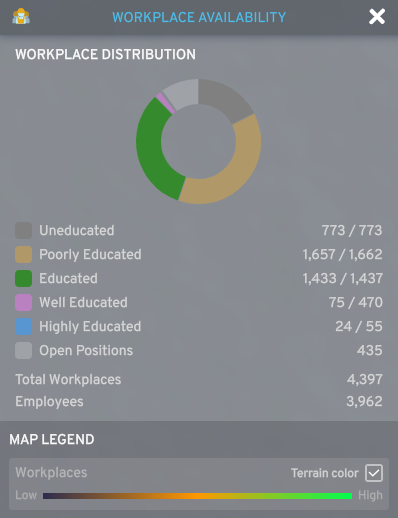 WORKPLACE AVAILABILITY
WORKPLACE DISTRIBUTION
Uneducated 773 / 773
Poorly Educated 1,657 / 1,662
Educated 1,433 / 1,437
Well Educated 75 / 470
Highly Educated 24 / 55
Open Positions 435
Total Workplaces 4,397
Employees 3,962
MAP LEGEND
Workplaces Terrain color
Low High